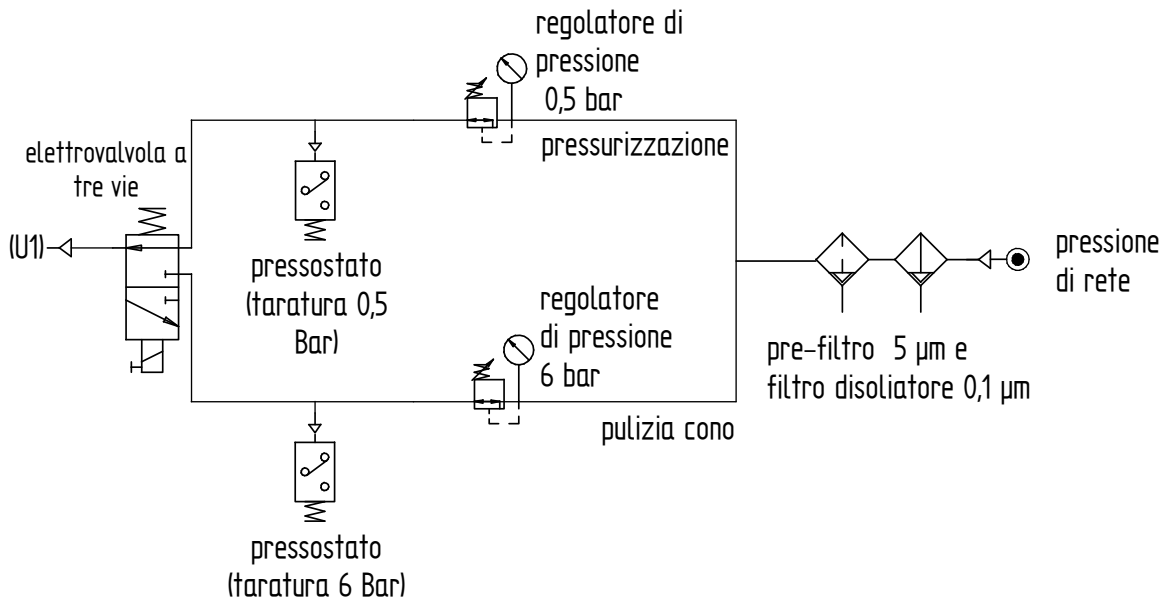 regolatore di
pressione
0,5 bar
pressurizzazione
elettrovalvola a
tre vie
(U1)
pressostato
(taratura 0,5
Bar)
regolatore
di pressione
6 bar
pulizia cono
pressione
di rete
pre-filtro 5 µm e
filtro disoliatore 0,1 µm
pressostato
(taratura 6 Bar)